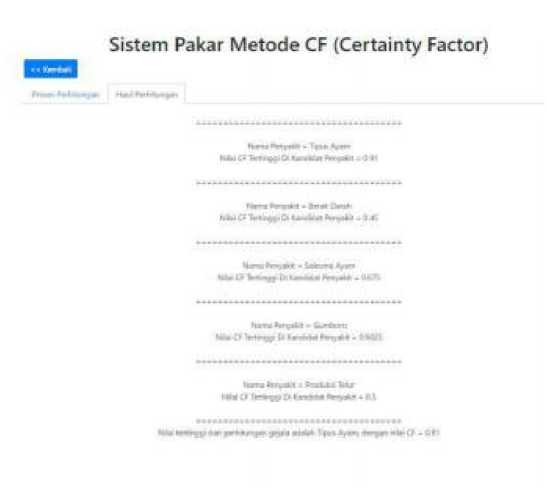 Sistem Pakar Metode CF (Certainty Factor)
<< Kembali
Proses Perhitungan Hasil Perhitungan
========================================
Nama Penyakit = Tipus Ayam
Nilai CF Tertinggi Di Kandidat Penyakit = 0.91
========================================
Nama Penyakit = Berak Darah
Nilai CF Tertinggi Di Kandidat Penyakit = 0.45
========================================
Nama Penyakit = Salesma Ayam
Nilai CF Tertinggi Di Kandidat Penyakit = 0.675
========================================
Nama Penyakit = Gumboro
Nilai CF Tertinggi Di Kandidat Penyakit =
========================================
Nama Penyakit = Produksi Telur
Nilai CF Tertinggi Di Kandidat Penyakit = 0.5
========================================
Nilai tertinggi dari perhitungan gejala adalah Tipus Ayam, dengan nilai CF = 0.91